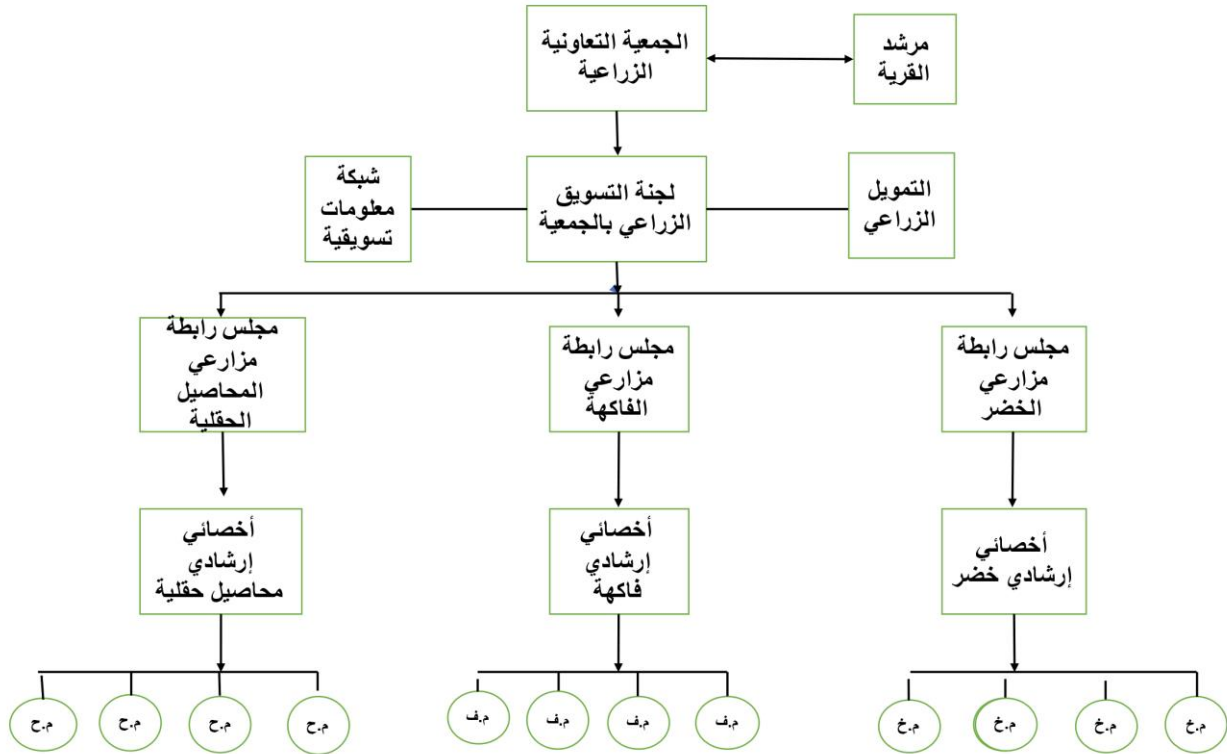 الجمعية التعاونية
الزراعية
مرشد
القرية
شبكة
معلومات
تسويقية
لجنة التسويق
الزراعي بالجمعية
التمويل
الزراعي
مجلس رابطة
مزارعي
المحاصيل
الحقلية
مجلس رابطة
مزارعي
الفاكهة
مجلس رابطة
مزارعي
الخضر
أخصائي
إرشادي
محاصيل حقلية
أخصائي
إرشادي
فاكهة
أخصائي
إرشادي خضر
م.ح
م.ح
م.ح
م.ح
م.ف
م.ف
م.ف
م.ف
م.خ
م.خ
م.خ
م.خ